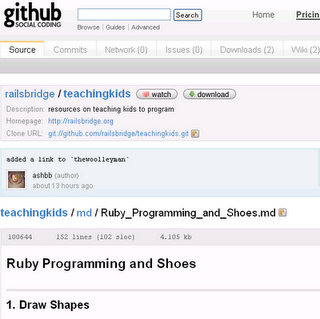 github
SOCIAL CODING
Search
Home
Pricin
Browse | Guides | Advanced
Source Commits Network (0) Issues (0) Downloads (2) Wiki (2
railsbridge / teachingkids watch download
Description: resources on teaching kids to program
Homepage: http://railsbridge.org
Clone URL: git://github.com/railsbridge/teachingkids.git
added a link to `thewoolleyman`
ashbb (author)
about 13 hours ago
teachingkids / md / Ruby_Programming_and_Shoes.md
100644 152 lines (102 sloc) 4.105 kb
Ruby Programming and Shoes
1. Draw Shapes